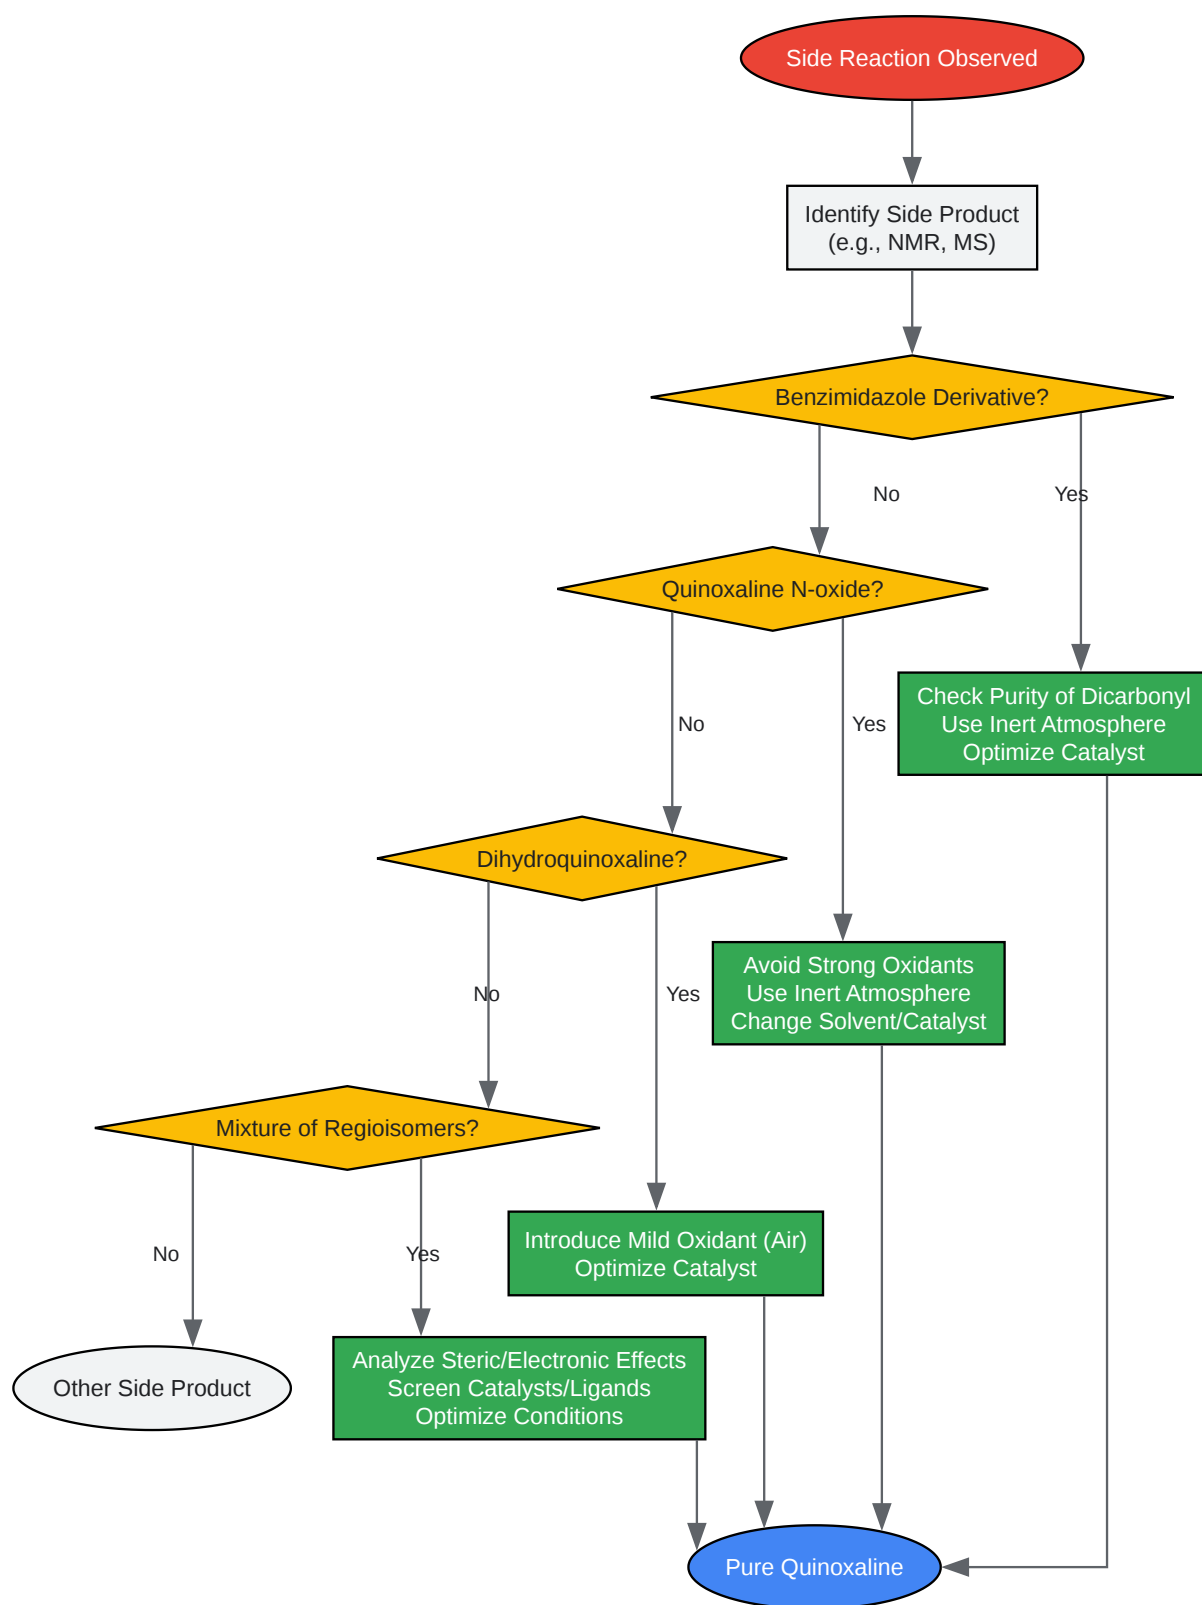 Side Reaction Observed
Identify Side Product
(e.g., NMR, MS)
Benzimidazole Derivative?
No
Yes
Quinoxaline N-oxide?
Check Purity of Dicarbonyl
Use Inert Atmosphere
Optimize Catalyst
No
Yes
Dihydroquinoxaline?
Avoid Strong Oxidants
Use Inert Atmosphere
Change Solvent/Catalyst
No
Yes
Mixture of Regioisomers?
Introduce Mild Oxidant (Air)
Optimize Catalyst
No
Yes
Other Side Product
Analyze Steric/Electronic Effects
Screen Catalysts/Ligands
Optimize Conditions
Pure Quinoxaline